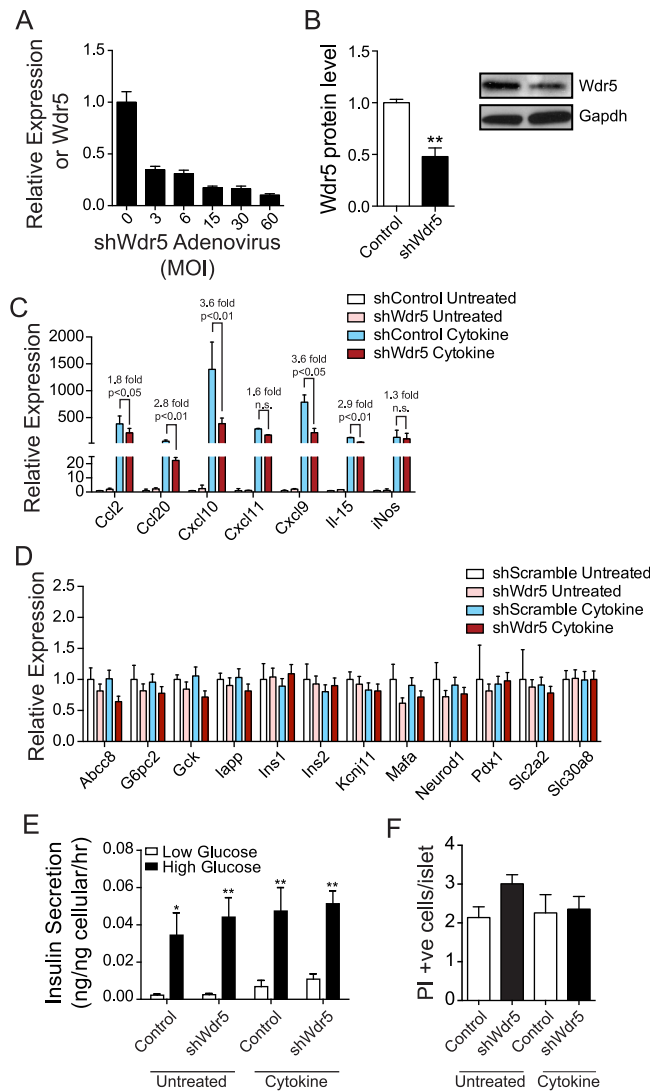 A
Relative Expression
or Wdr5
1.5
1.0
0.5
0.0
0 3 6 15 30 60
shWdr5 Adenovirus
(MOI)
B
Wdr5 protein level
1.5
1.0
0.5
0.0
**
Control
shWdr5
Wdr5
Gapdh
C
shControl Untreated
shWdr5 Untreated
shControl Cytokine
shWdr5 Cytokine
Relative Expression
2000
1500
1000
500
20
10
0
1.8 fold
p<0.05
2.8 fold
p<0.01
3.6 fold
p<0.01
1.6 fold
n.s.
3.6 fold
p<0.05
2.9 fold
p<0.01
1.3 fold
n.s.
Ccl2
Ccl20
Cxcl10
Cxcl11
Cxcl9
Il-15
iNos
D
shScramble Untreated
shWdr5 Untreated
shScramble Cytokine
shWdr5 Cytokine
Relative Expression
2.5
2.0
1.5
1.0
0.5
0.0
Abcc8
G6pc2
Gck
Iapp
Ins1
Ins2
Kcnj11
Mafa
Neurod1
Pdx1
Slc2a2
Slc30a8
E
Low Glucose
High Glucose
Insulin Secretion
(ng/ng cellular/hr)
0.08
0.06
0.04
0.02
0.00
*
**
**
**
Control
shWdr5
Control
shWdr5
Untreated
Cytokine
F
PI +ve cells/islet
4
3
2
1
0
Control
shWdr5
Control
shWdr5
Untreated
Cytokine